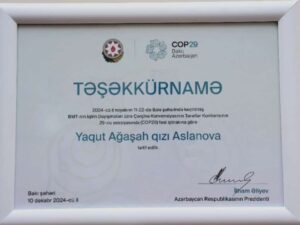 COP29
Baku
Azerbaijan
TƏŞƏKKÜRNAMƏ
2024-cü il noyabrın 11-22-də Bakı şəhərində keçirilmiş
BMT-nin İqlim Dəyişmələri üzrə Çərçivə Konvensiyasının Tərəflər Konfransının
29-cu sessiyasında (COP29) fəal iştirakına görə
Yaqut Ağaşah qızı Aslanova
təltif edilir.
Bakı şəhəri
10 dekabr 2024-cü il
İlham Əliyev
Azərbaycan Respublikasının Prezidenti